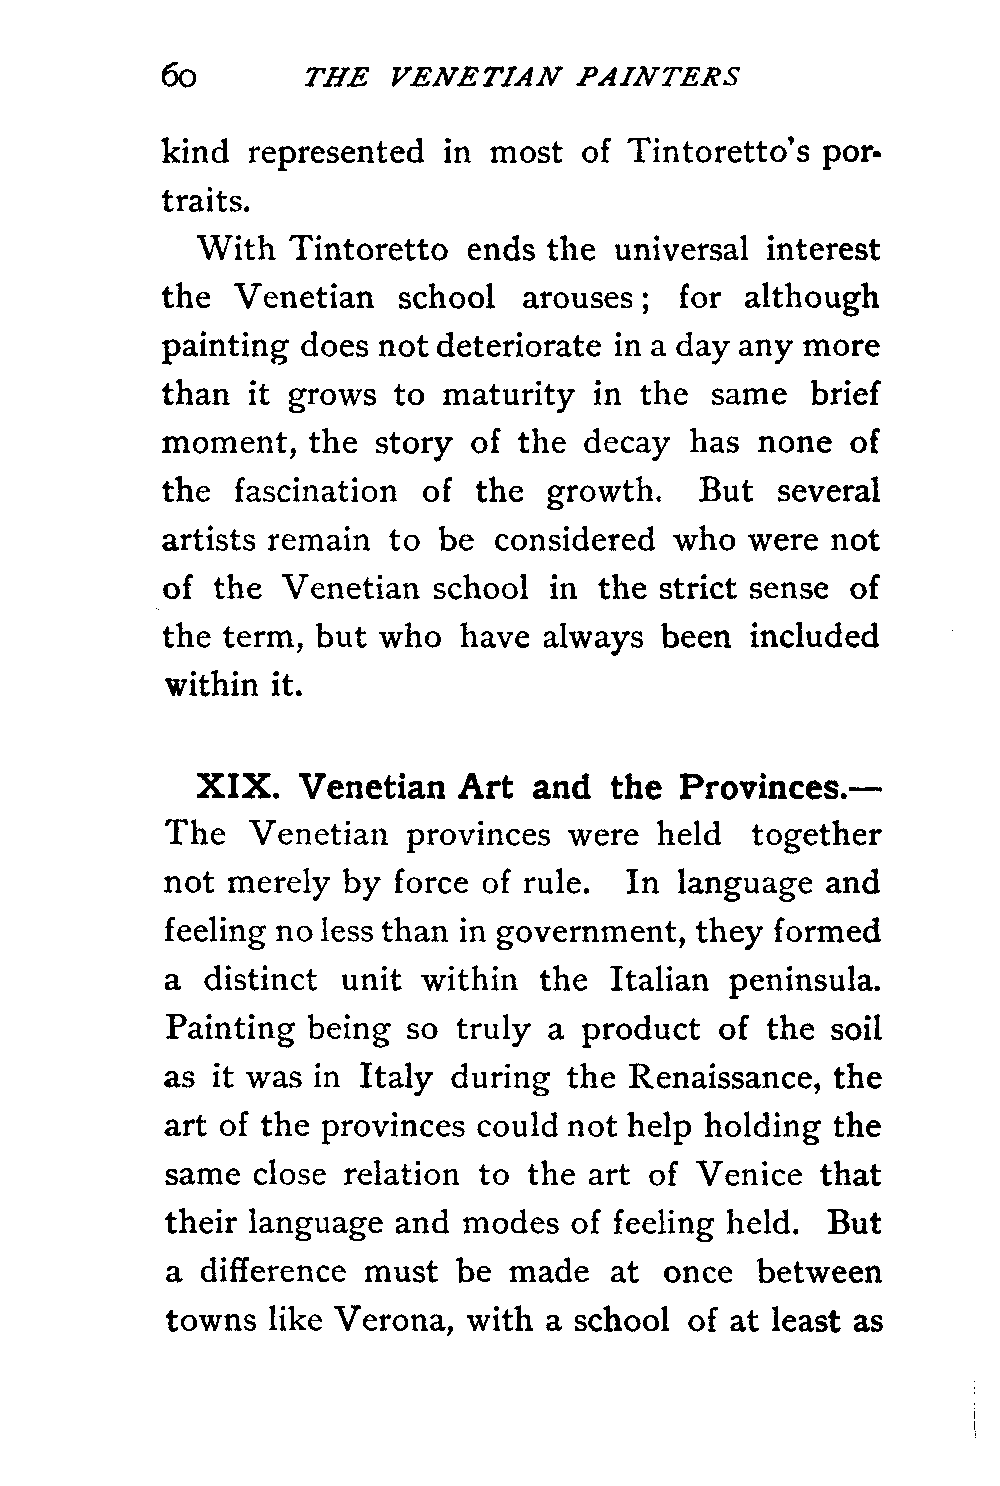 60 THE VENETIAN PAINTERS
kind represented in most of Tintoretto's por-
traits.
With Tintoretto ends the universal interest
the Venetian school arouses; for although
painting does not deteriorate in a day any more
than it grows to maturity in the same brief
moment, the story of the decay has none of
the fascination of the growth. But several
artists remain to be considered who were not
of the Venetian school in the strict sense of
the term, but who have always been included
within it.
XIX. Venetian Art and the Provinces.—
The Venetian provinces were held together
not merely by force of rule. In language and
feeling no less than in government, they formed
a distinct unit within the Italian peninsula.
Painting being so truly a product of the soil
as it was in Italy during the Renaissance, the
art of the provinces could not help holding the
same close relation to the art of Venice that
their language and modes of feeling held. But
a difference must be made at once between
towns like Verona, with a school of at least as